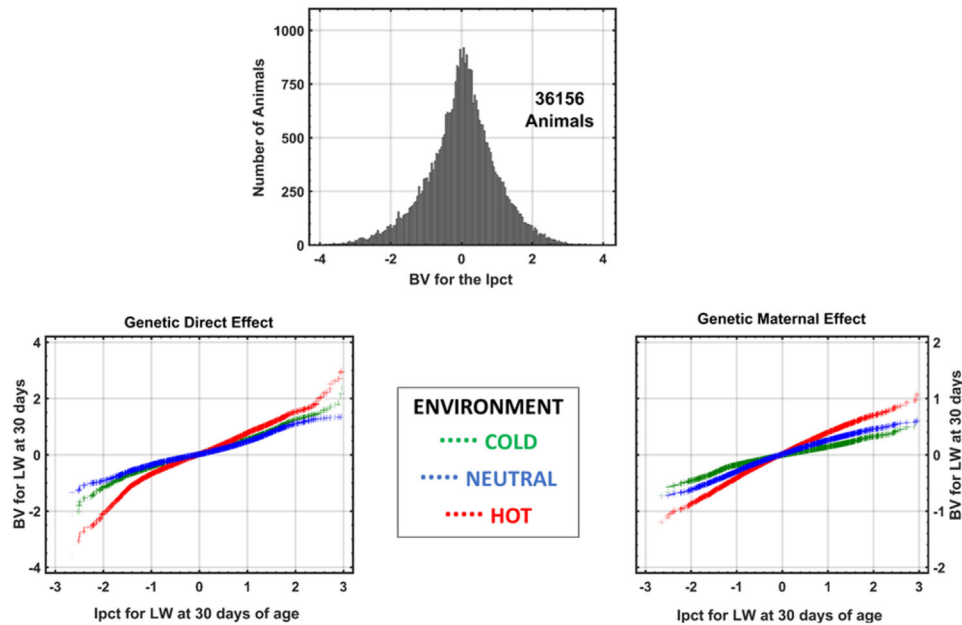 1000
750
500
250
0
Number of Animals
36156
Animals
-4 -2 0 2 4
BV for the Ipct
Genetic Direct Effect
4
2
0
-2
-4
BV for LW at 30 days
-3 -2 -1 0 1 2 3
Ipct for LW at 30 days of age
ENVIRONMENT
COLD
NEUTRAL
HOT
Genetic Maternal Effect
2
1
0
-1
-2
BV for LW at 30 days
-3 -2 -1 0 1 2 3
Ipct for LW at 30 days of age